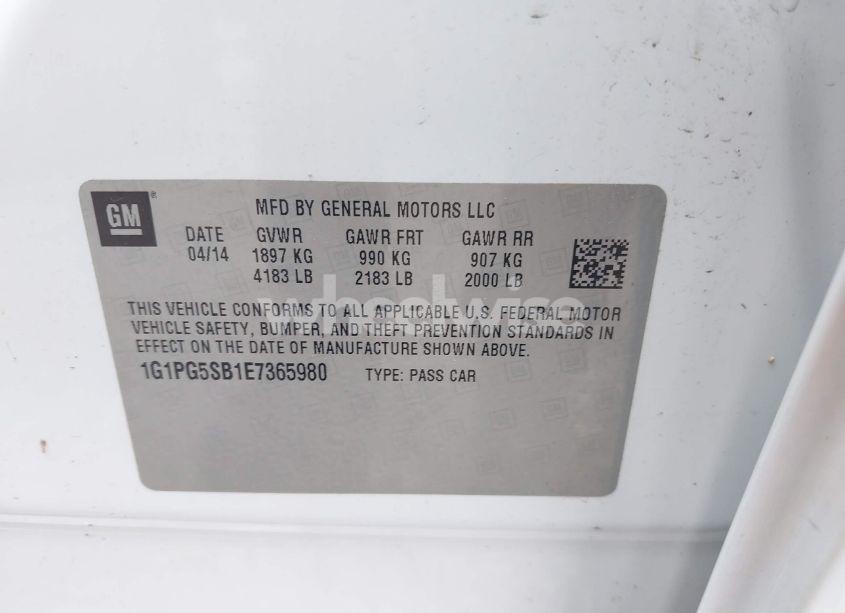 GM
MFD BY GENERAL MOTORS LLC
DATE GVWR GAWR FRT GAWR RR
04/14 1897 KG 990 KG 907 KG
4183 LB 2183 LB 2000 LB
THIS VEHICLE CONFORMS TO ALL APPLICABLE U.S. FEDERAL MOTOR
VEHICLE SAFETY, BUMPER, AND THEFT PREVENTION STANDARDS IN
EFFECT ON THE DATE OF MANUFACTURE SHOWN ABOVE.
1G1PG5SB1E7365980 TYPE: PASS CAR
wheelwise